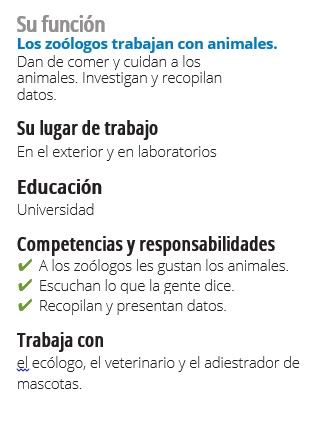 Su función
Los zoólogos trabajan con animales.
Dan de comer y cuidan a los
animales. Investigan y recopilan
datos.
Su lugar de trabajo
En el exterior y en laboratorios
Educación
Universidad
Competencias y responsabilidades
✔ A los zoólogos les gustan los animales.
✔ Escuchan lo que la gente dice.
✔ Recopilan y presentan datos.
Trabaja con
el ecólogo, el veterinario y el adiestrador de
mascotas.